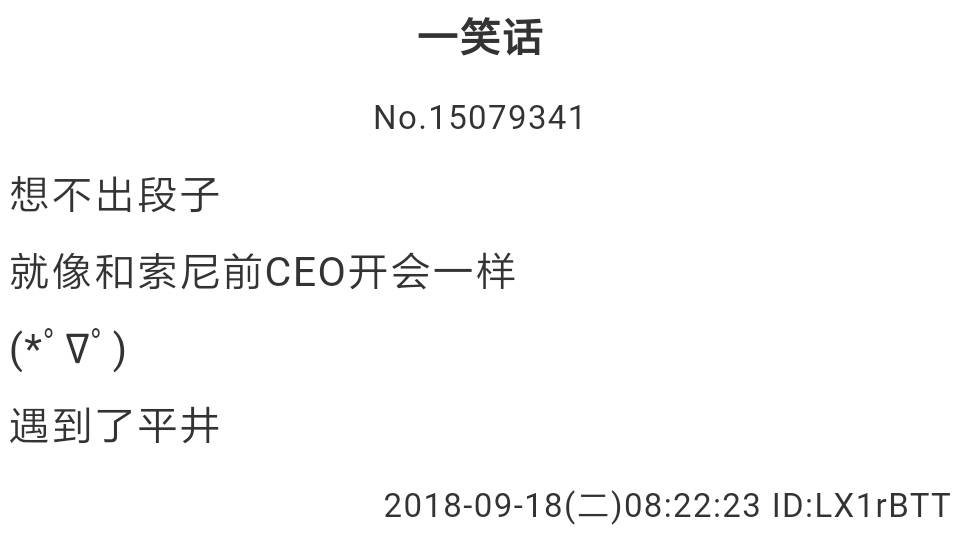 一笑话
No.15079341
想不出段子
就像和索尼前CEO开会一样
(*ﾟ∇ﾟ)
遇到了平井
2018-09-18(二)08:22:23 ID:LX1rBTT